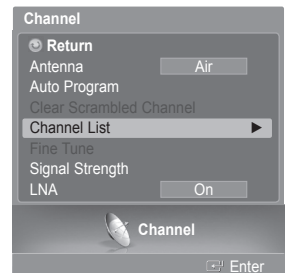 Channel
Return
Antenna Air
Auto Program
Clear Scrambled Channel
Channel List ►
Fine Tune
Signal Strength
LNA On
Channel
Enter